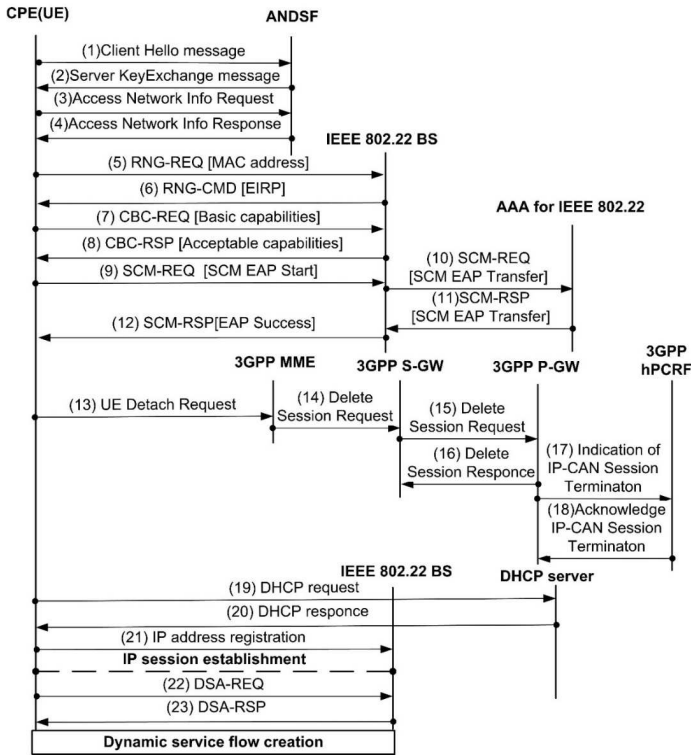 CPE(UE)
ANDSF
(1)Client Hello message
(2)Server KeyExchange message
(3)Access Network Info Request
(4)Access Network Info Response
IEEE 802.22 BS
(5) RNG-REQ [MAC address]
(6) RNG-CMD [EIRP]
AAA for IEEE 802.22
(7) CBC-REQ [Basic capabilities]
(8) CBC-RSP [Acceptable capabilities]
(9) SCM-REQ [SCM EAP Start]
(10) SCM-REQ
[SCM EAP Transfer]
(11)SCM-RSP
[SCM EAP Transfer]
(12) SCM-RSP[EAP Success]
3GPP MME
3GPP S-GW
3GPP P-GW
3GPP
hPCRF
(13) UE Detach Request
(14) Delete
Session Request
(15) Delete
Session Request
(16) Delete
Session Responce
(17) Indication of
IP-CAN Session
Terminaton
(18)Acknowledge
IP-CAN Session
Terminaton
IEEE 802.22 BS
DHCP server
(19) DHCP request
(20) DHCP responce
(21) IP address registration
IP session establishment
(22) DSA-REQ
(23) DSA-RSP
Dynamic service flow creation